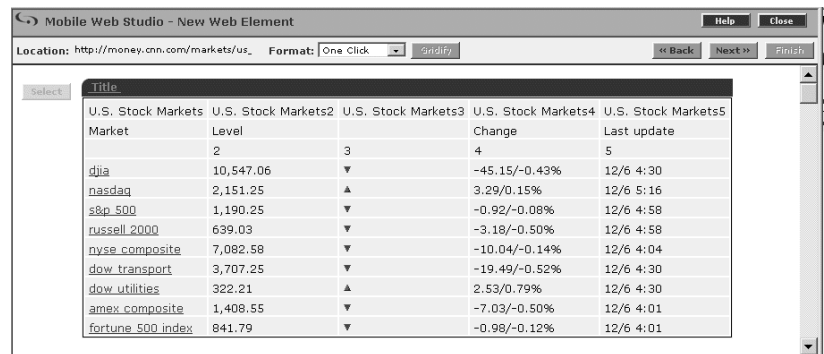 Mobile Web Studio - New Web Element Help Close
Location: http://money.cnn.com/markets/us_ Format: One Click Gridify << Back Next >> Finish
Select Title
U.S. Stock Markets U.S. Stock Markets2 U.S. Stock Markets3 U.S. Stock Markets4 U.S. Stock Markets5
Market Level Change Last update
2 3 4 5
djia 10,547.06 ▼ -45.15/-0.43% 12/6 4:30
nasdaq 2,151.25 ▲ 3.29/0.15% 12/6 5:16
s&p 500 1,190.25 ▼ -0.92/-0.08% 12/6 4:58
russell 2000 639.03 ▼ -3.18/-0.50% 12/6 4:58
nyse composite 7,082.58 ▼ -10.04/-0.14% 12/6 4:04
dow transport 3,707.25 ▼ -19.49/-0.52% 12/6 4:30
dow utilities 322.21 ▲ 2.53/0.79% 12/6 4:30
amex composite 1,408.55 ▼ -7.03/-0.50% 12/6 4:01
fortune 500 index 841.79 ▼ -0.98/-0.12% 12/6 4:01